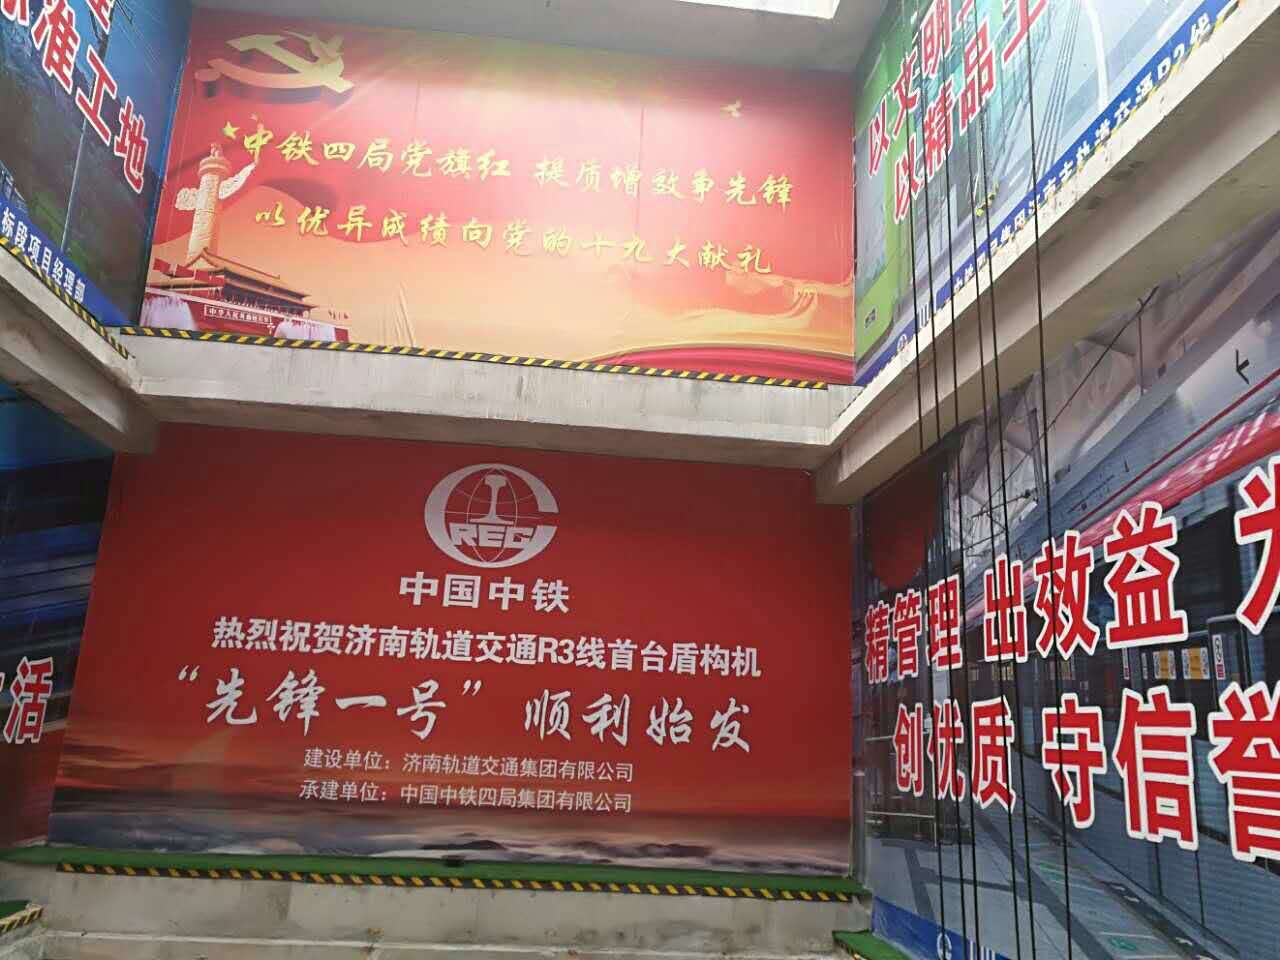 准工地
标段项目经理部
中铁四局党旗红 提质增效争先锋
以优异成绩向党的十九大献礼
以文明
以精品工
CREC
中国中铁
热烈祝贺济南轨道交通R3线首台盾构机
“先锋一号”顺利始发
建设单位：济南轨道交通集团有限公司
承建单位：中国中铁四局集团有限公司
活
精管理 出效益 为
创优质 守信誉